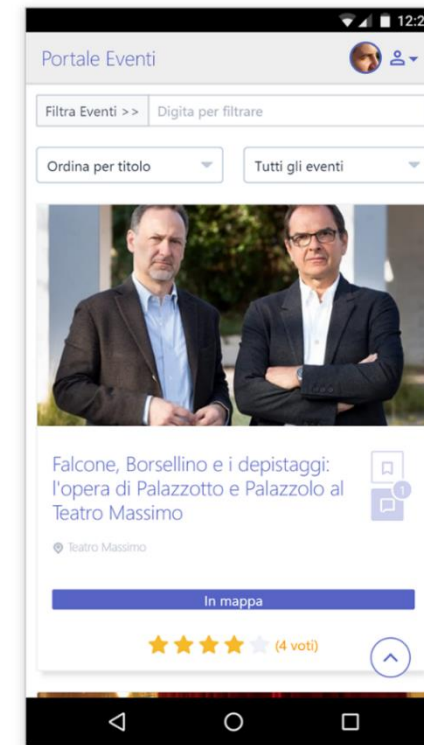 12:2
Portale Eventi
Filtra Eventi >> Digita per filtrare
Ordina per titolo Tutti gli eventi
Falcone, Borsellino e i depistaggi:
l'opera di Palazzotto e Palazzolo al
Teatro Massimo
1
Teatro Massimo
In mappa
(4 voti)